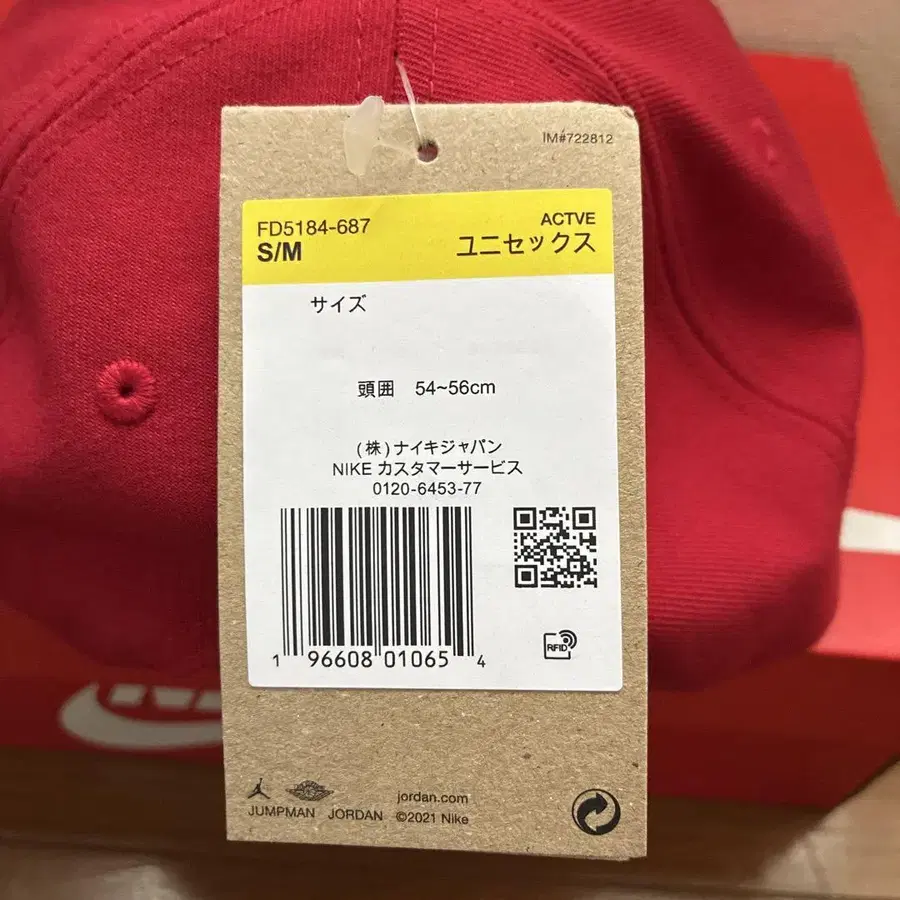 IM#722812
FD5184-687
ACTVE
S/M
ユニセックス
サイズ
頭囲 54~56cm
(株)ナイキジャパン
NIKE カスタマーサービス
0120-6453-77
1 96608 01065 4
RFID
jordan.com
JUMPMAN JORDAN ©2021 Nike